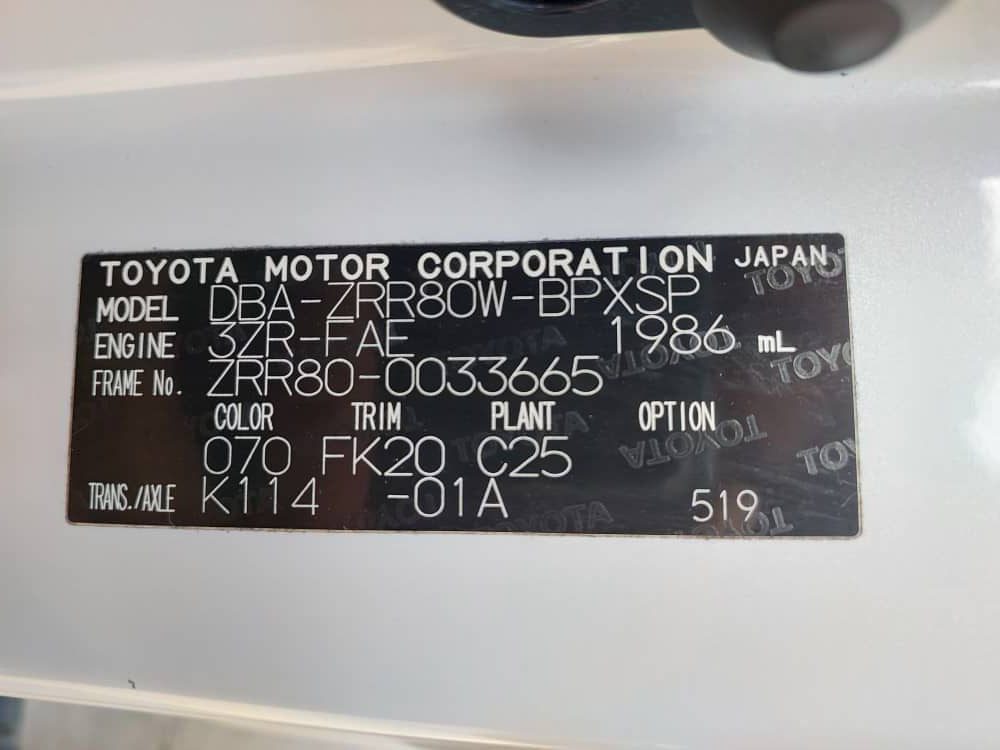 TOYOTA MOTOR CORPORATION JAPAN
MODEL DBA-ZRR80W-BPXSP
ENGINE 3ZR-FAE 1986 mL
FRAME No. ZRR80-0033665
COLOR TRIM PLANT OPTION
070 FK20 C25
TRANS./AXLE K114 -01A 519